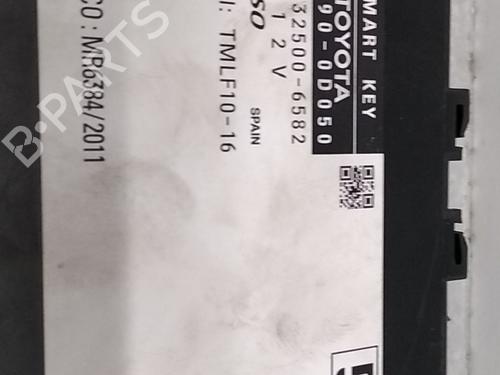 MART KEY
TOYOTA
90-0D050
32500-6582
12V
SO
SPAIN
I: TMLF10-16
CO: MR6384/2011
B-PARTS